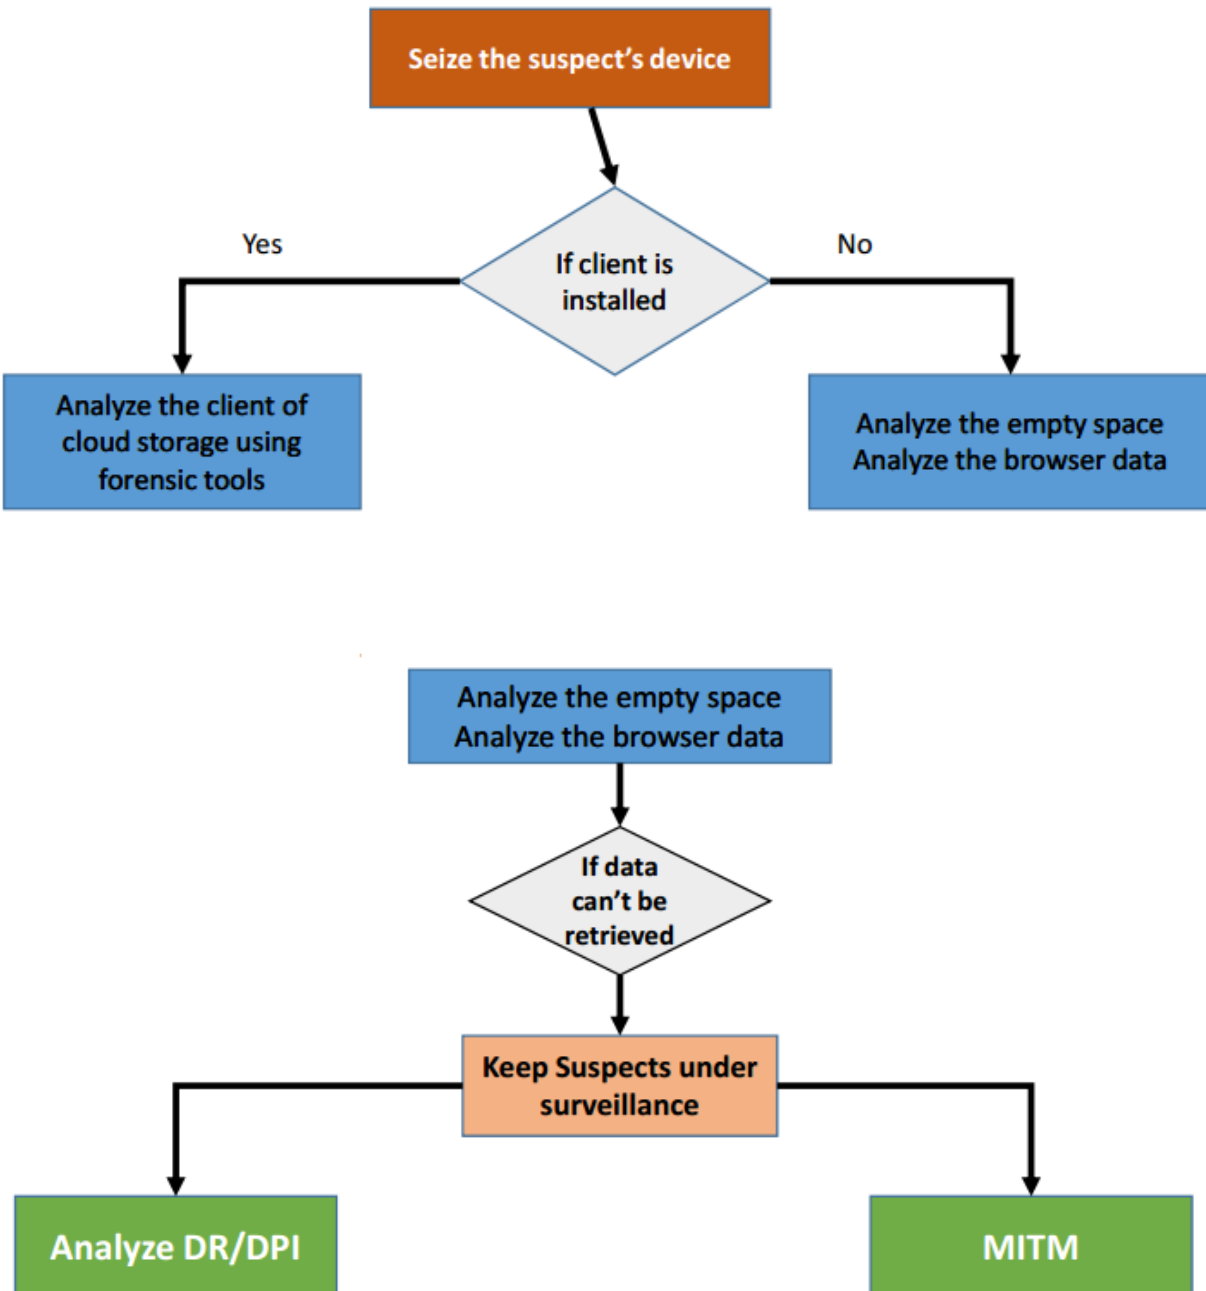 Seize the suspect's device
Yes
No
If client is
installed
Analyze the client of
cloud storage using
forensic tools
Analyze the empty space
Analyze the browser data
Analyze the empty space
Analyze the browser data
If data
can't be
retrieved
Keep Suspects under
surveillance
Analyze DR/DPI
MITM